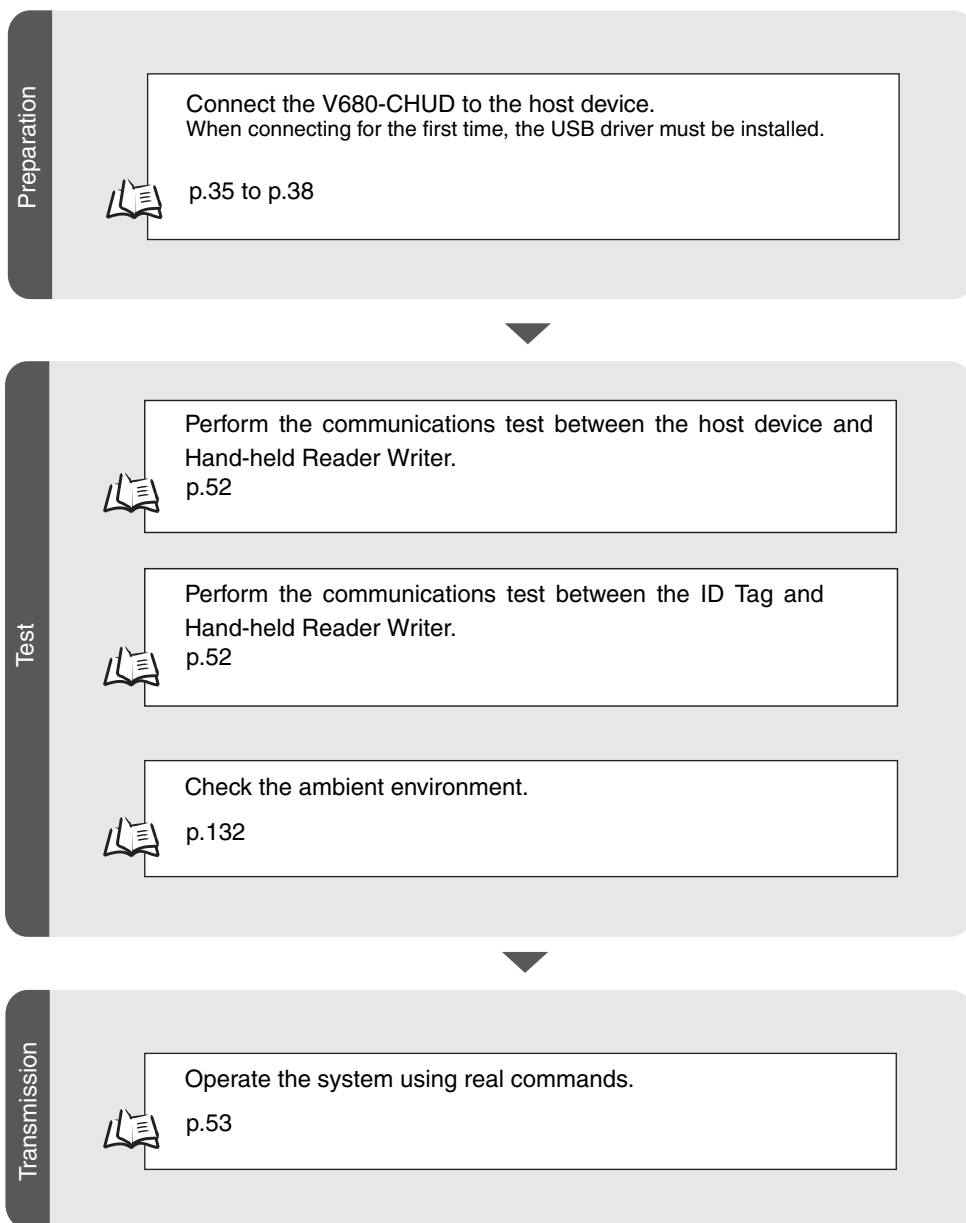 Preparation
Connect the V680-CHUD to the host device.
When connecting for the first time, the USB driver must be installed.
p.35 to p.38
Test
Perform the communications test between the host device and
Hand-held Reader Writer.
p.52
Perform the communications test between the ID Tag and
Hand-held Reader Writer.
p.52
Check the ambient environment.
p.132
Transmission
Operate the system using real commands.
p.53